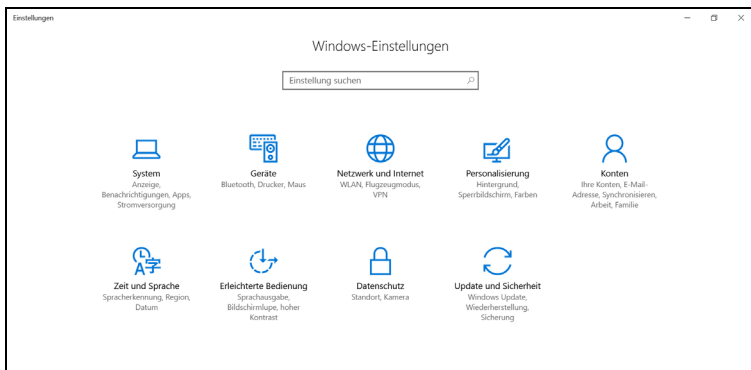 Einstellungen
Windows-Einstellungen
Einstellung suchen
System
Anzeige,
Benachrichtigungen, Apps,
Stromversorgung
Geräte
Bluetooth, Drucker, Maus
Netzwerk und Internet
WLAN, Flugzeugmodus,
VPN
Personalisierung
Hintergrund,
Sperrbildschirm, Farben
Konten
Ihre Konten, E-Mail-
Adresse, Synchronisieren,
Arbeit, Familie
Zeit und Sprache
Spracherkennung, Region,
Datum
Erleichterte Bedienung
Sprachausgabe,
Bildschirmlupe, hoher
Kontrast
Datenschutz
Standort, Kamera
Update und Sicherheit
Windows Update,
Wiederherstellung,
Sicherung